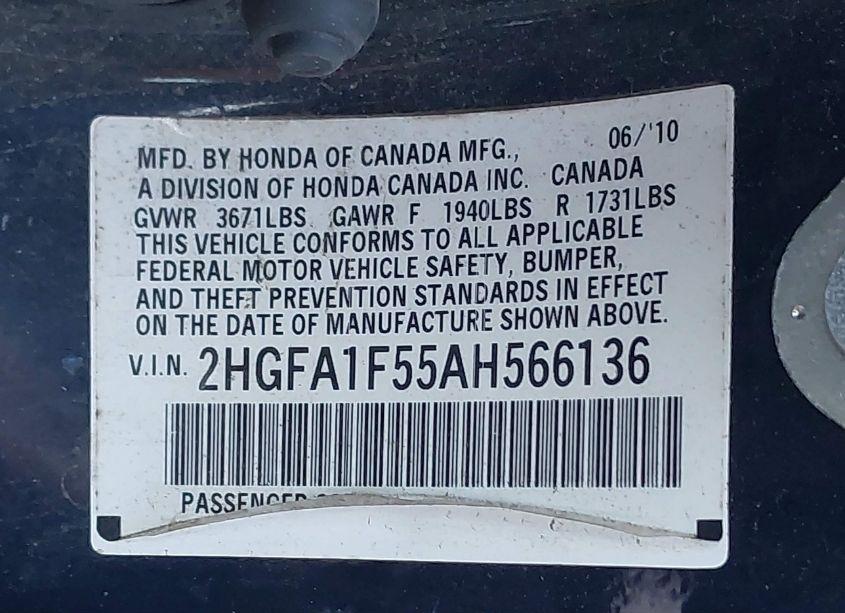 06/'10
MFD. BY HONDA OF CANADA MFG.,
A DIVISION OF HONDA CANADA INC. CANADA
GVWR 3671LBS GAWR F 1940LBS R 1731LBS
THIS VEHICLE CONFORMS TO ALL APPLICABLE
FEDERAL MOTOR VEHICLE SAFETY, BUMPER,
AND THEFT PREVENTION STANDARDS IN EFFECT
ON THE DATE OF MANUFACTURE SHOWN ABOVE.
V.I.N. 2HGFA1F55AH566136
PASSENGER